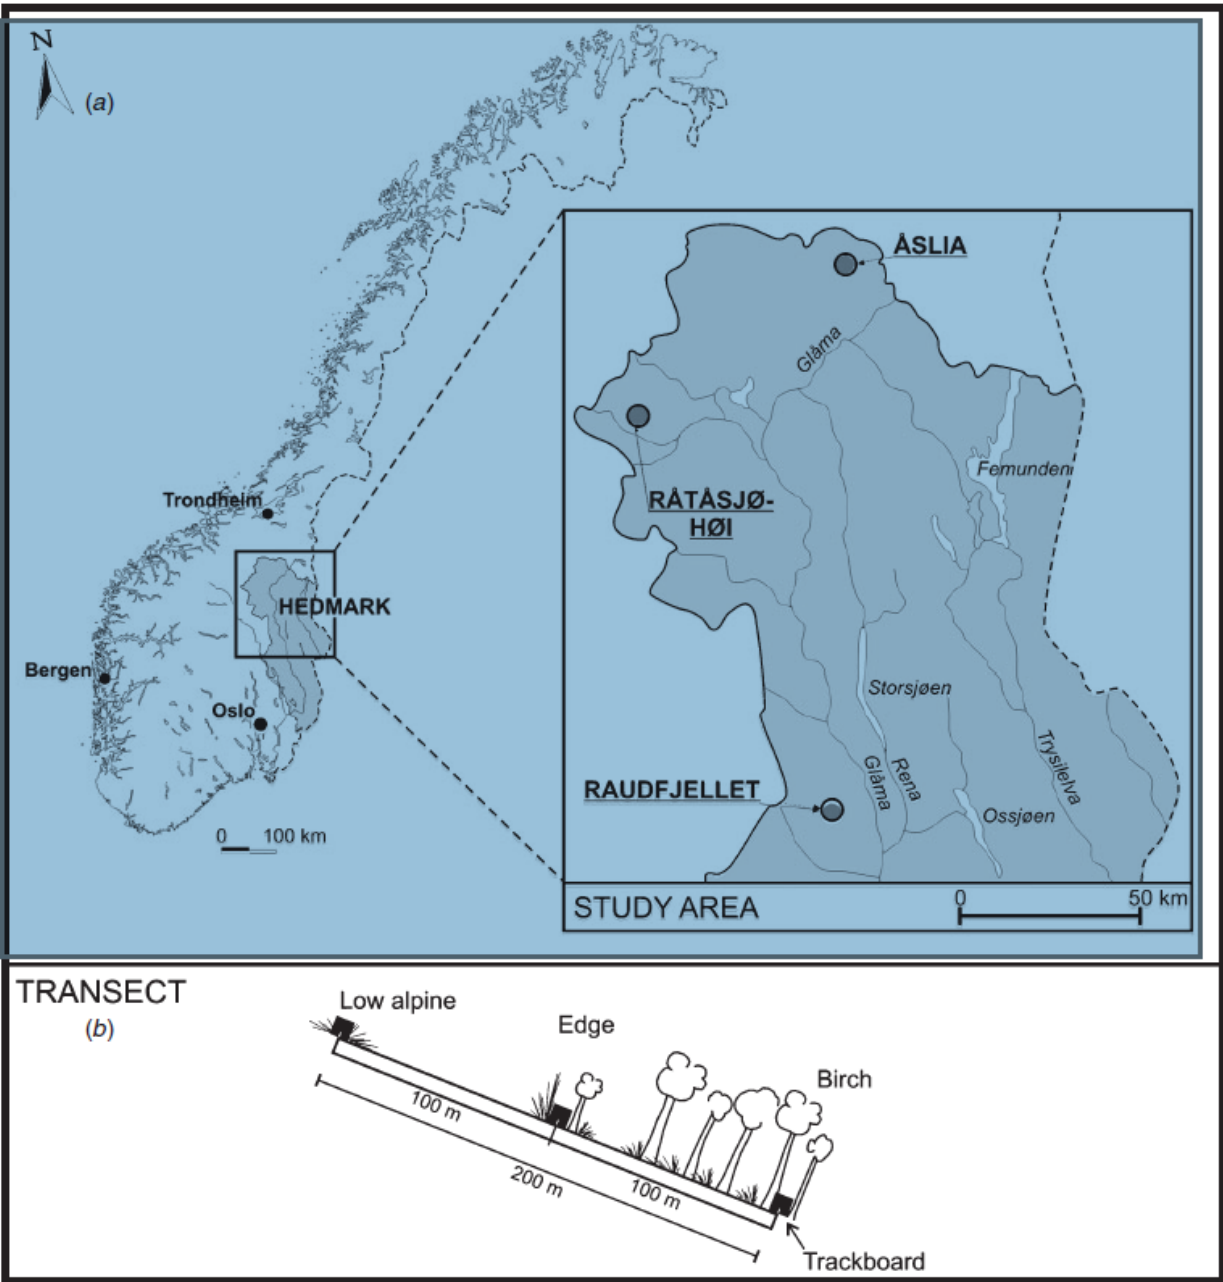 N
(a)
ÅSLIA
Glåma
Femunden
Trondheim
RÅTÅSJØ-
HØI
HEDMARK
Bergen
Storsjøen
Oslo
Trysilelva
Glåma
Rena
RAUDFJELLET
Ossjøen
0 100 km
STUDY AREA
0 50 km
TRANSECT
(b)
Low alpine
Edge
Birch
100 m
200 m
100 m
Trackboard